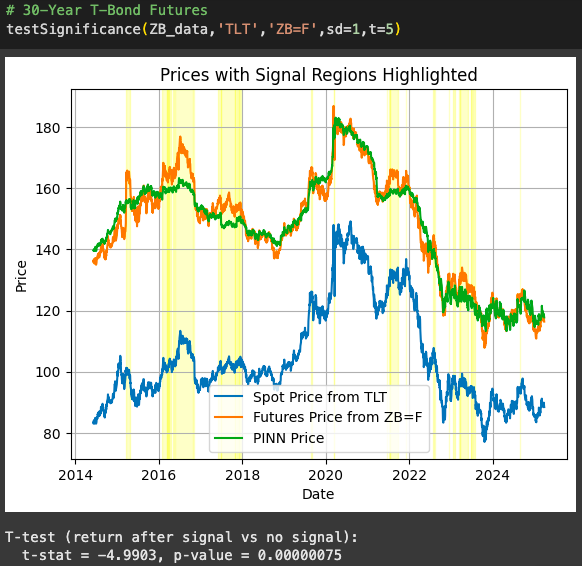 # 30-Year T-Bond Futures
testSignificance(ZB_data,'TLT','ZB=F',sd=1,t=5)
Prices with Signal Regions Highlighted
180
160
140
120
100
80
Price
Spot Price from TLT
Futures Price from ZB=F
PINN Price
2014
2016
2018
2020
2022
2024
Date
T-test (return after signal vs no signal):
t-stat = -4.9903, p-value = 0.00000075